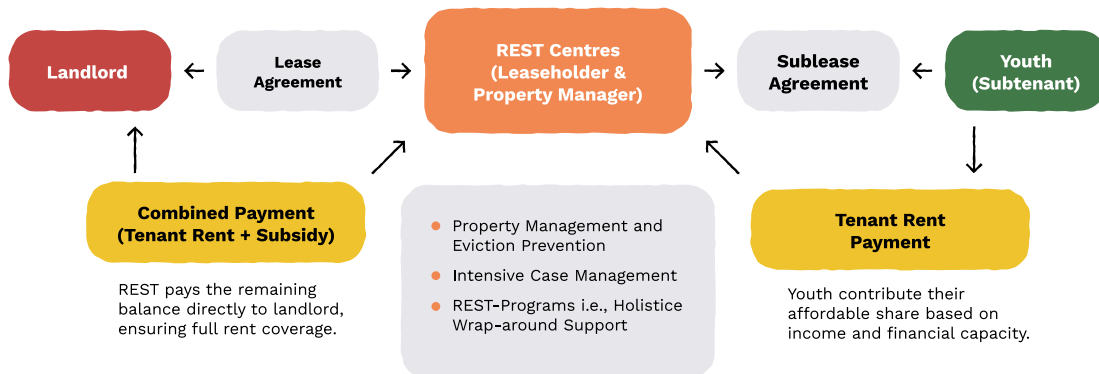 Landlord
Lease
Agreement
REST Centres
(Leaseholder &
Property Manager)
Sublease
Agreement
Youth
(Subtenant)
Combined Payment
(Tenant Rent + Subsidy)
REST pays the remaining
balance directly to landlord,
ensuring full rent coverage.
Property Management and
Eviction Prevention
Intensive Case Management
REST-Programs i.e., Holistice
Wrap-around Support
Tenant Rent
Payment
Youth contribute their
affordable share based on
income and financial capacity.